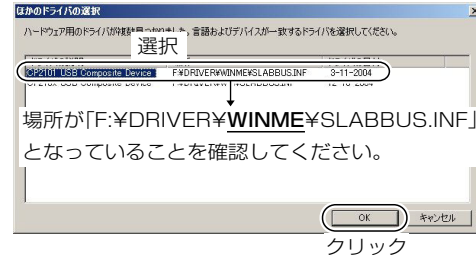 ほかのドライバの選択
ハードウェア用のドライバが複数見つかりました。言語およびデバイスが一致するドライバを選択してください。
選択
CP2101 USB Composite Device F:¥DRIVER¥WINME¥SLABBUS.INF 3-11-2004
場所が「F:¥DRIVER¥WINME¥SLABBUS.INF」
となっていることを確認してください。
OK キャンセル
クリック